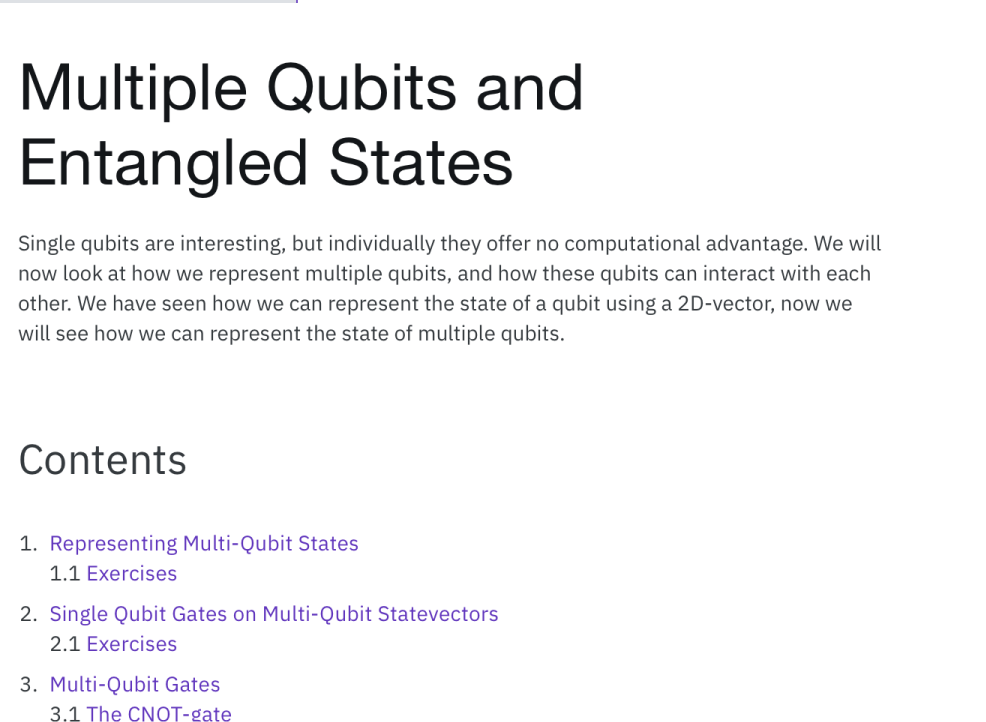 Multiple Qubits and
Entangled States
Single qubits are interesting, but individually they offer no computational advantage. We will
now look at how we represent multiple qubits, and how these qubits can interact with each
other. We have seen how we can represent the state of a qubit using a 2D-vector, now we
will see how we can represent the state of multiple qubits.
Contents
1. Representing Multi-Qubit States
1.1 Exercises
2. Single Qubit Gates on Multi-Qubit Statevectors
2.1 Exercises
3. Multi-Qubit Gates
3.1 The CNOT-gate